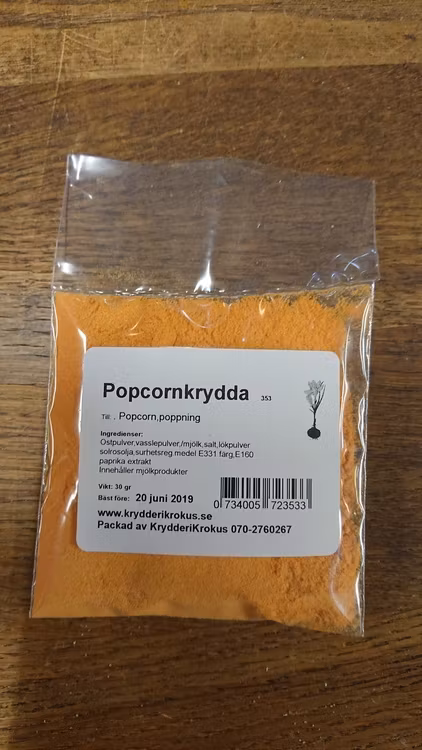 Popcornkrydda 353
Till: . Popcorn,poppning
Ingredienser:
Ostpulver,vasslepulver,/mjölk,salt,lökpulver
solrosolja,surhetsreg.medel E331 färg,E160
paprika extrakt
Innehåller mjölkprodukter
Vikt: 30 gr
Bäst före: 20 juni 2019
0 734005 723533
www.krydderikrokus.se
Packad av KrydderiKrokus 070-2760267